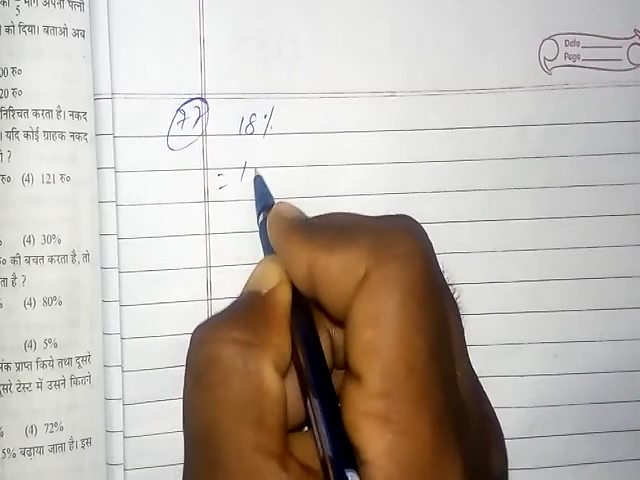 5
भाग अपनी पत्नी
को दिया। बताओ अब
00 रु०
20 रु०
निश्चित करता है। नकद
यदि कोई ग्राहक नकद
?
रु० (4) 121 रु०
(4) 30%
रु० की बचत करता है, तो
ता है ?
(4) 80%
(4) 5%
अंक प्राप्त किये तथा दूसरे
दूसरे टेस्ट में उसने कितने
(4) 72%
5% बढ़ाया जाता है। इस
Date
Page
77 18%
= 1